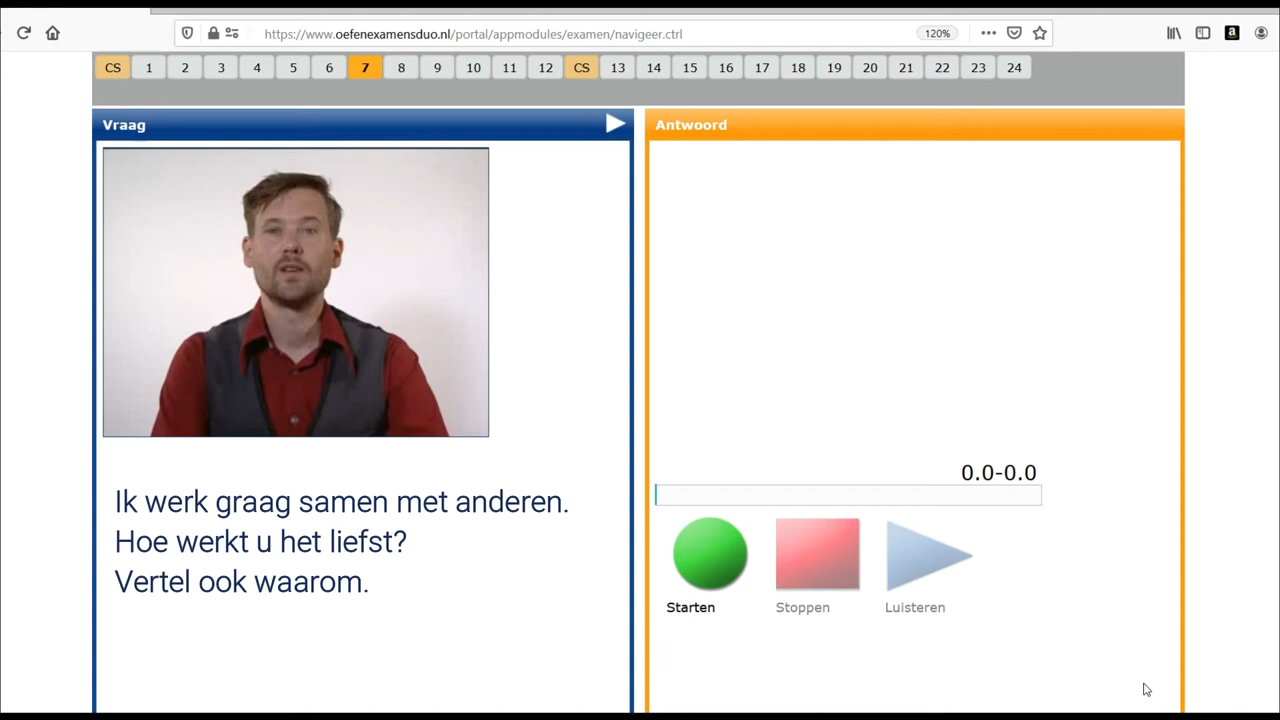 https://www.oefenexamensduo.nl/portal/appmodules/examen/navigeer.ctrl
120%
CS 1 2 3 4 5 6 7 8 9 10 11 12 CS 13 14 15 16 17 18 19 20 21 22 23 24
Vraag
Antwoord
Ik werk graag samen met anderen.
Hoe werkt u het liefst?
Vertel ook waarom.
0.0-0.0
Starten Stoppen Luisteren